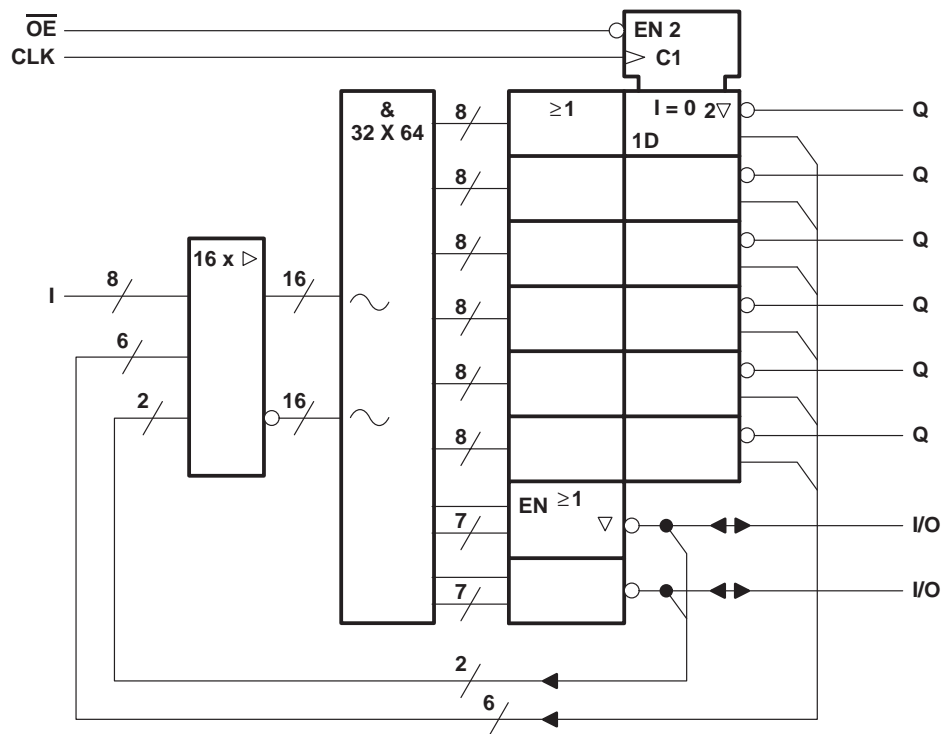 OE
EN 2
CLK
C1
&
32 X 64
8
≥1
I = 0 2▽
1D
Q
8
Q
16 x ▷
8
Q
I
8
16
8
Q
6
8
Q
2
16
8
Q
EN ≥1
▽
7
I/O
7
I/O
2
6